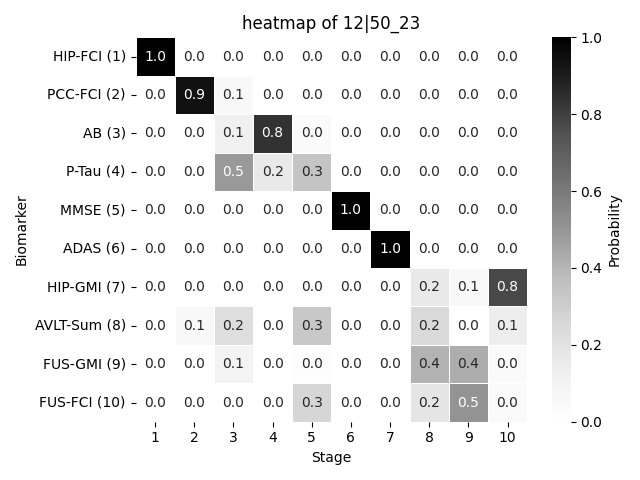 heatmap of 12|50_23
HIP-FCI (1) 1.0 0.0 0.0 0.0 0.0 0.0 0.0 0.0 0.0 0.0
PCC-FCI (2) 0.0 0.9 0.1 0.0 0.0 0.0 0.0 0.0 0.0 0.0
AB (3) 0.0 0.0 0.1 0.8 0.0 0.0 0.0 0.0 0.0 0.0
P-Tau (4) 0.0 0.0 0.5 0.2 0.3 0.0 0.0 0.0 0.0 0.0
MMSE (5) 0.0 0.0 0.0 0.0 0.0 1.0 0.0 0.0 0.0 0.0
ADAS (6) 0.0 0.0 0.0 0.0 0.0 0.0 1.0 0.0 0.0 0.0
HIP-GMI (7) 0.0 0.0 0.0 0.0 0.0 0.0 0.0 0.2 0.1 0.8
AVLT-Sum (8) 0.0 0.1 0.2 0.0 0.3 0.0 0.0 0.2 0.0 0.1
FUS-GMI (9) 0.0 0.0 0.1 0.0 0.0 0.0 0.0 0.4 0.4 0.0
FUS-FCI (10) 0.0 0.0 0.0 0.0 0.3 0.0 0.0 0.2 0.5 0.0
1 2 3 4 5 6 7 8 9 10
Stage
Biomarker
1.0
0.8
0.6
0.4
0.2
0.0
Probability